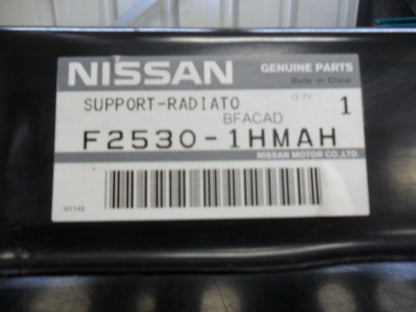 NISSAN
GENUINE PARTS
Made in China
SUPPORT-RADIATO
Q'TY
1
BFACAD
F2530-1HMAH
NISSAN MOTOR CO.,LTD.